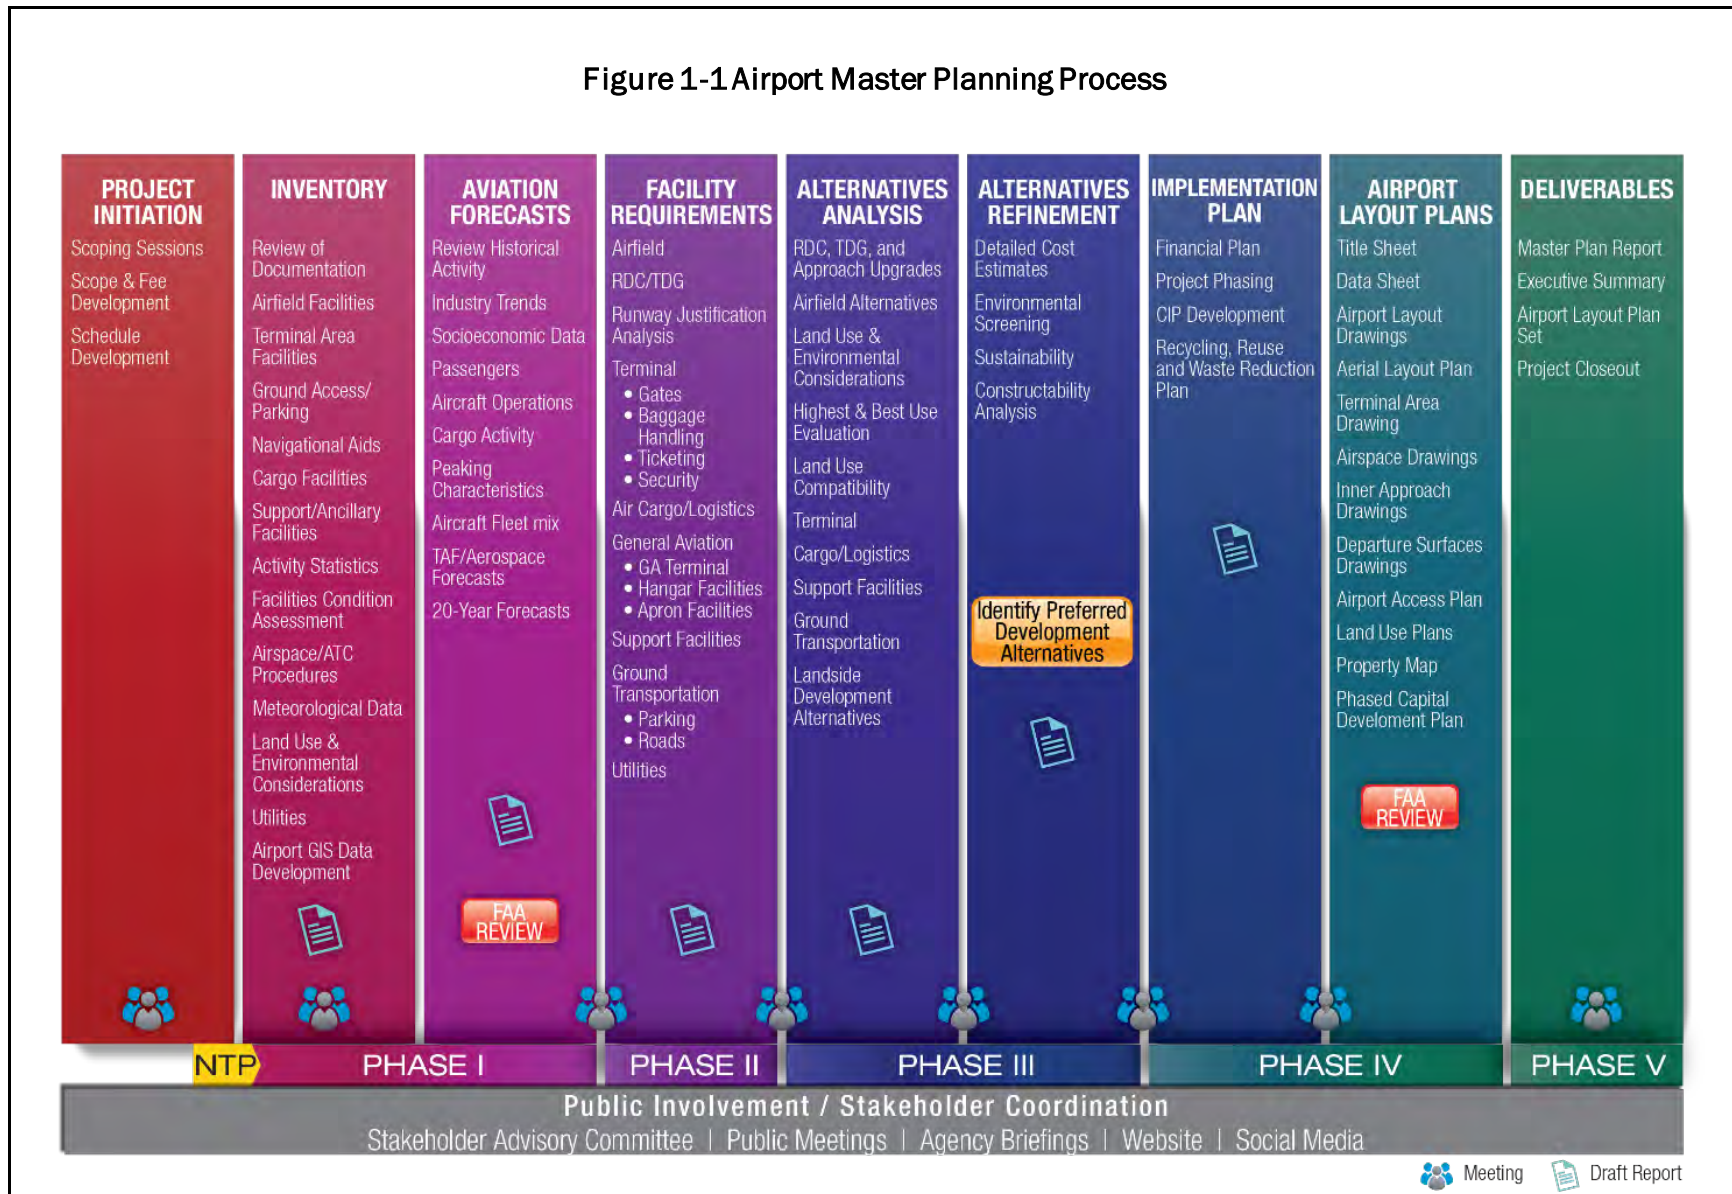 Figure 1-1 Airport Master Planning Process
PROJECT
INITIATION
Scoping Sessions
Scope & Fee
Development
Schedule
Development
INVENTORY
Review of
Documentation
Airfield Facilities
Terminal Area
Facilities
Ground Access/
Parking
Navigational Aids
Cargo Facilities
Support/Ancillary
Facilities
Activity Statistics
Facilities Condition
Assessment
Airspace/ATC
Procedures
Meteorological Data
Land Use &
Environmental
Considerations
Utilities
Airport GIS Data
Development
AVIATION
FORECASTS
Review Historical
Activity
Industry Trends
Socioeconomic Data
Passengers
Aircraft Operations
Cargo Activity
Peaking
Characteristics
Aircraft Fleet mix
TAF/Aerospace
Forecasts
20-Year Forecasts
FAA
REVIEW
FACILITY
REQUIREMENTS
Airfield
RDC/TDG
Runway Justification
Analysis
Terminal
• Gates
• Baggage
Handling
• Ticketing
• Security
Air Cargo/Logistics
General Aviation
• GA Terminal
• Hangar Facilities
• Apron Facilities
Support Facilities
Ground
Transportation
• Parking
• Roads
Utilities
ALTERNATIVES
ANALYSIS
RDC, TDG, and
Approach Upgrades
Airfield Alternatives
Land Use &
Environmental
Considerations
Highest & Best Use
Evaluation
Land Use
Compatibility
Terminal
Cargo/Logistics
Support Facilities
Ground
Transportation
Landside
Development
Alternatives
ALTERNATIVES
REFINEMENT
Detailed Cost
Estimates
Environmental
Screening
Sustainability
Constructability
Analysis
Identify Preferred
Development
Alternatives
IMPLEMENTATION
PLAN
Financial Plan
Project Phasing
CIP Development
Recycling, Reuse
and Waste Reduction
Plan
AIRPORT
LAYOUT PLANS
Title Sheet
Data Sheet
Airport Layout
Drawings
Aerial Layout Plan
Terminal Area
Drawing
Airspace Drawings
Inner Approach
Drawings
Departure Surfaces
Drawings
Airport Access Plan
Land Use Plans
Property Map
Phased Capital
Develoment Plan
FAA
REVIEW
DELIVERABLES
Master Plan Report
Executive Summary
Airport Layout Plan
Set
Project Closeout
NTP
PHASE I
PHASE II
PHASE III
PHASE IV
PHASE V
Public Involvement / Stakeholder Coordination
Stakeholder Advisory Committee | Public Meetings | Agency Briefings | Website | Social Media
Meeting
Draft Report